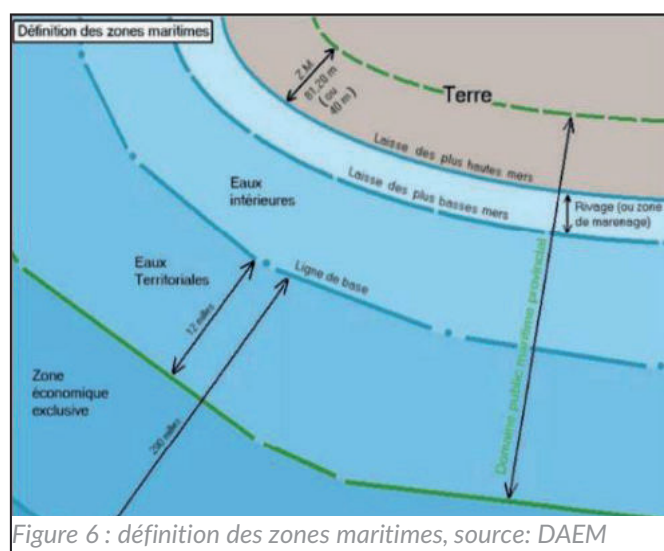 Définition des zones maritimes
Z.M.
81,20 m
(ou
40 m)
Terre
Laisse des plus hautes mers
Laisse des plus basses mers
Rivage (ou zone
de marenage)
Eaux
intérieures
Eaux
Territoriales
Ligne de base
12 milles
Zone
économique
exclusive
200 milles
Domaine public maritime provincial
Figure 6 : définition des zones maritimes, source: DAEM